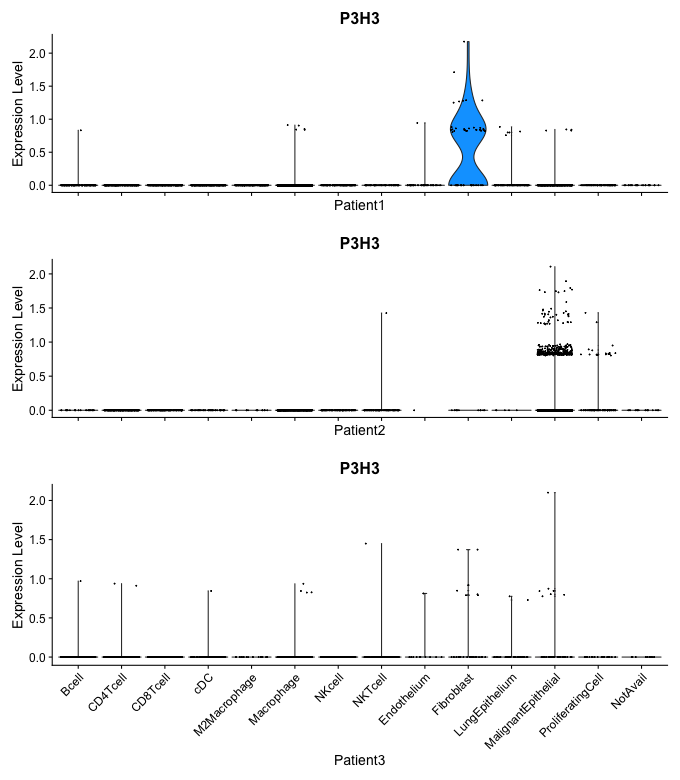 P3H3
Expression Level
2.0
1.5
1.0
0.5
0.0
Patient1
P3H3
Expression Level
2.0
1.5
1.0
0.5
0.0
Patient2
P3H3
Expression Level
2.0
1.5
1.0
0.5
0.0
Bcell
CD4Tcell
CD8Tcell
cDC
M2Macrophage
Macrophage
NKcell
NKTcell
Endothelium
Fibroblast
LungEpithelium
MalignantEpithelial
ProliferatingCell
NotAvail
Patient3